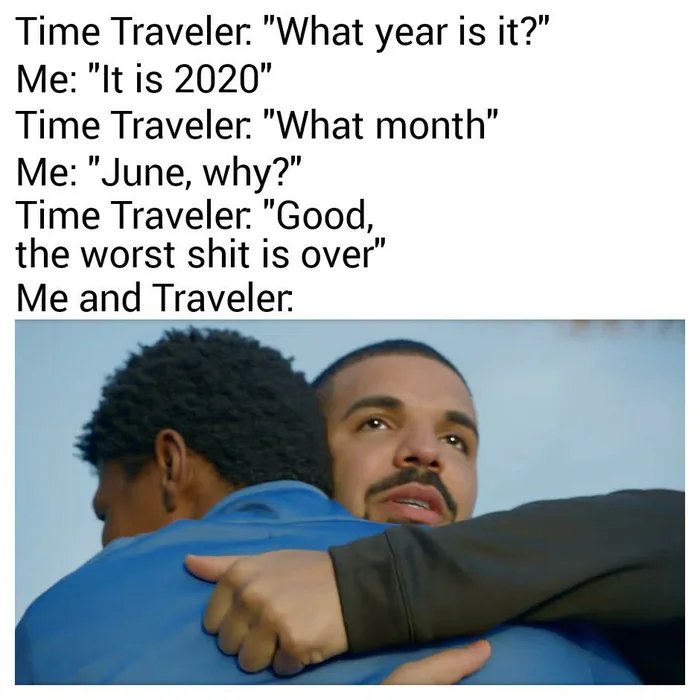 Time Traveler: "What year is it?"
Me: "It is 2020"
Time Traveler: "What month"
Me: "June, why?"
Time Traveler: "Good,
the worst shit is over"
Me and Traveler: